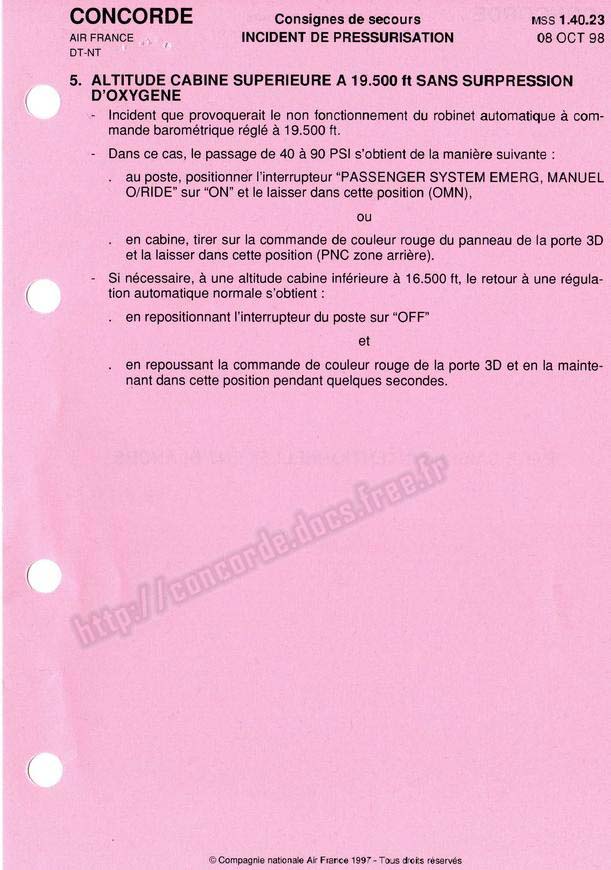 CONCORDE Consignes de secours MSS 1.40.23
AIR FRANCE INCIDENT DE PRESSURISATION 08 OCT 98
DT-NT
5. ALTITUDE CABINE SUPERIEURE A 19.500 ft SANS SURPRESSION
D'OXYGENE
- Incident que provoquerait le non fonctionnement du robinet automatique à com-
mande barométrique réglé à 19.500 ft.
- Dans ce cas, le passage de 40 à 90 PSI s'obtient de la manière suivante :
. au poste, positionner l'interrupteur "PASSENGER SYSTEM EMERG, MANUEL
O/RIDE" sur "ON" et le laisser dans cette position (OMN),
ou
. en cabine, tirer sur la commande de couleur rouge du panneau de la porte 3D
et la laisser dans cette position (PNC zone arrière).
- Si nécessaire, à une altitude cabine inférieure à 16.500 ft, le retour à une régula-
tion automatique normale s'obtient :
. en repositionnant l'interrupteur du poste sur "OFF"
et
. en repoussant la commande de couleur rouge de la porte 3D et en la mainte-
nant dans cette position pendant quelques secondes.
http://concorde.docs.free.fr
© Compagnie nationale Air France 1997 - Tous droits réservés